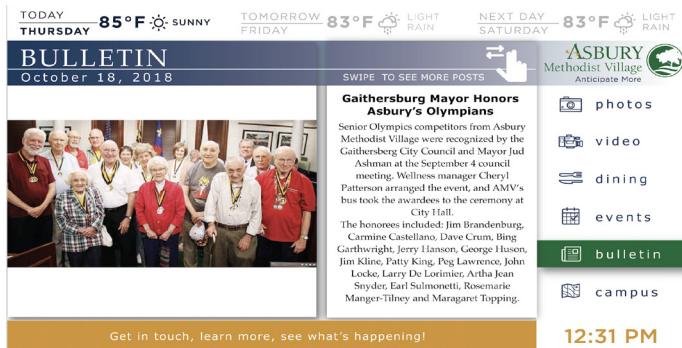 TODAY
THURSDAY
85°F
SUNNY
TOMORROW
FRIDAY
83°F
LIGHT
RAIN
NEXT DAY
SATURDAY
83°F
LIGHT
RAIN
BULLETIN
October 18, 2018
SWIPE TO SEE MORE POSTS
ASBURY
Methodist Village
Anticipate More
Gaithersburg Mayor Honors
Asbury's Olympians
Senior Olympics competitors from Asbury
Methodist Village were recognized by the
Gaithersberg City Council and Mayor Jud
Ashman at the September 4 council
meeting. Wellness manager Cheryl
Patterson arranged the event, and AMV's
bus took the awardees to the ceremony at
City Hall.
The honorees included: Jim Brandenburg,
Carmine Castellano, Dave Crum, Bing
Garthwright, Jerry Hanson, George Huson,
Jim Kline, Patty King, Peg Lawrence, John
Locke, Larry De Lorimier, Artha Jean
Snyder, Earl Sulmonetti, Rosemarie
Manger-Tilney and Maragaret Topping.
photos
video
dining
events
bulletin
campus
Get in touch, learn more, see what's happening!
12:31 PM